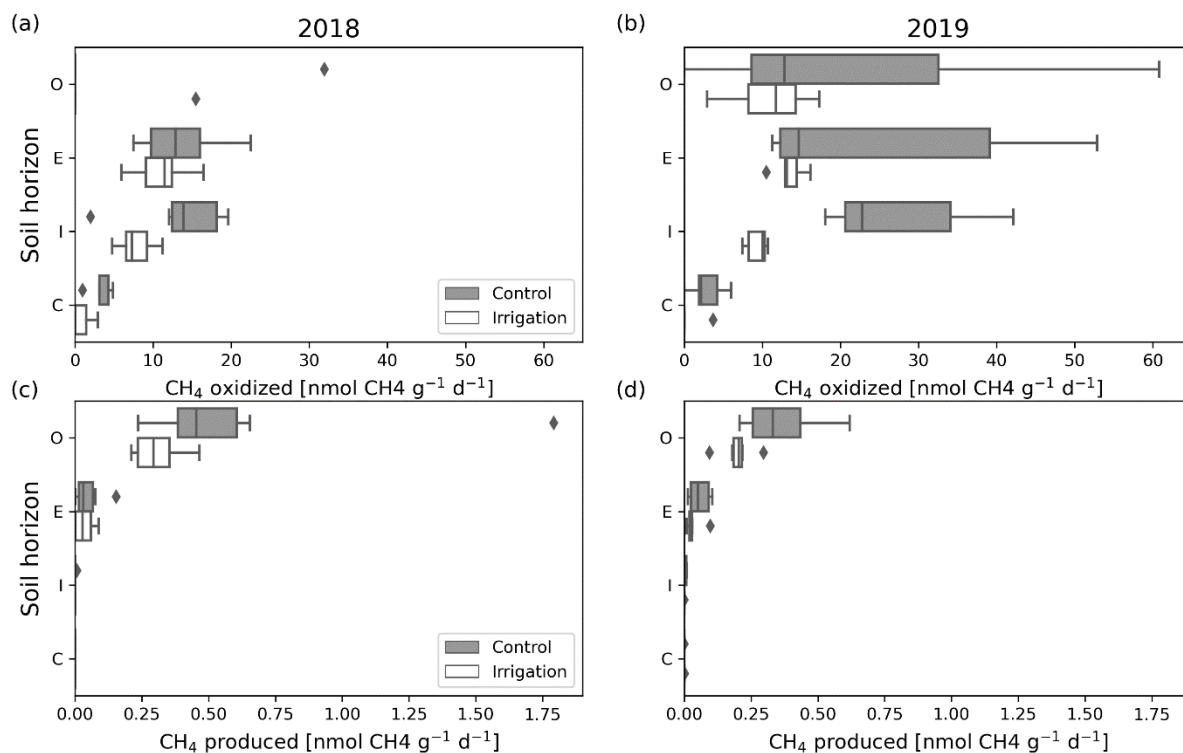 (a)
2018
(b)
2019
Soil horizon
O
E
I
C
Control
Irrigation
0 10 20 30 40 50 60
CH₄ oxidized [nmol CH4 g⁻¹ d⁻¹]
O
E
I
C
0 10 20 30 40 50 60
CH₄ oxidized [nmol CH4 g⁻¹ d⁻¹]
(c)
(d)
Soil horizon
O
E
I
C
Control
Irrigation
0.00 0.25 0.50 0.75 1.00 1.25 1.50 1.75
CH₄ produced [nmol CH4 g⁻¹ d⁻¹]
O
E
I
C
0.00 0.25 0.50 0.75 1.00 1.25 1.50 1.75
CH₄ produced [nmol CH4 g⁻¹ d⁻¹]